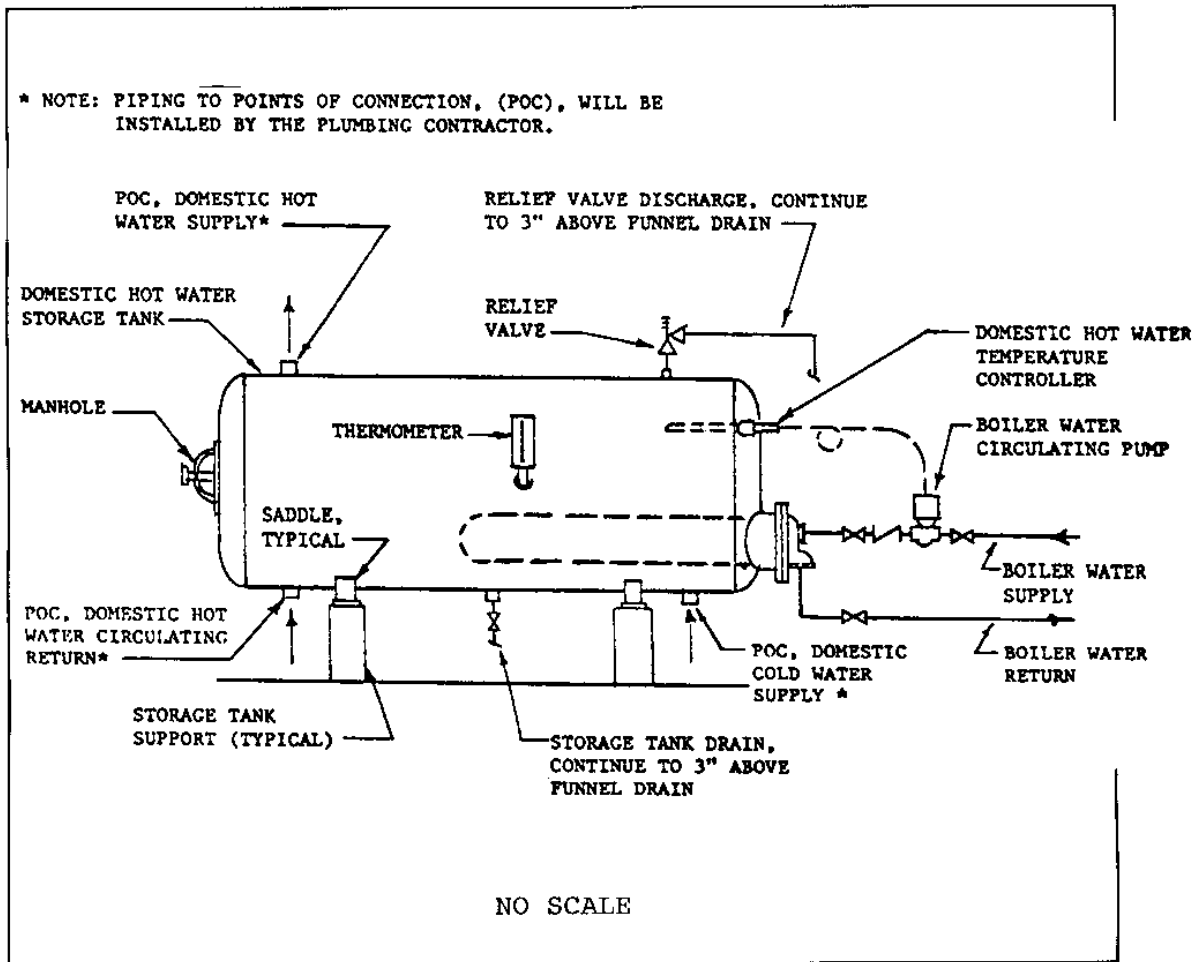 * NOTE: PIPING TO POINTS OF CONNECTION, (POC), WILL BE
INSTALLED BY THE PLUMBING CONTRACTOR.
POC, DOMESTIC HOT
WATER SUPPLY*
RELIEF VALVE DISCHARGE, CONTINUE
TO 3" ABOVE FUNNEL DRAIN
DOMESTIC HOT WATER
STORAGE TANK
RELIEF
VALVE
DOMESTIC HOT WATER
TEMPERATURE
CONTROLLER
MANHOLE
THERMOMETER
BOILER WATER
CIRCULATING PUMP
SADDLE,
TYPICAL
BOILER WATER
SUPPLY
POC, DOMESTIC HOT
WATER CIRCULATING
RETURN*
POC, DOMESTIC
COLD WATER
SUPPLY *
BOILER WATER
RETURN
STORAGE TANK
SUPPORT (TYPICAL)
STORAGE TANK DRAIN,
CONTINUE TO 3" ABOVE
FUNNEL DRAIN
NO SCALE